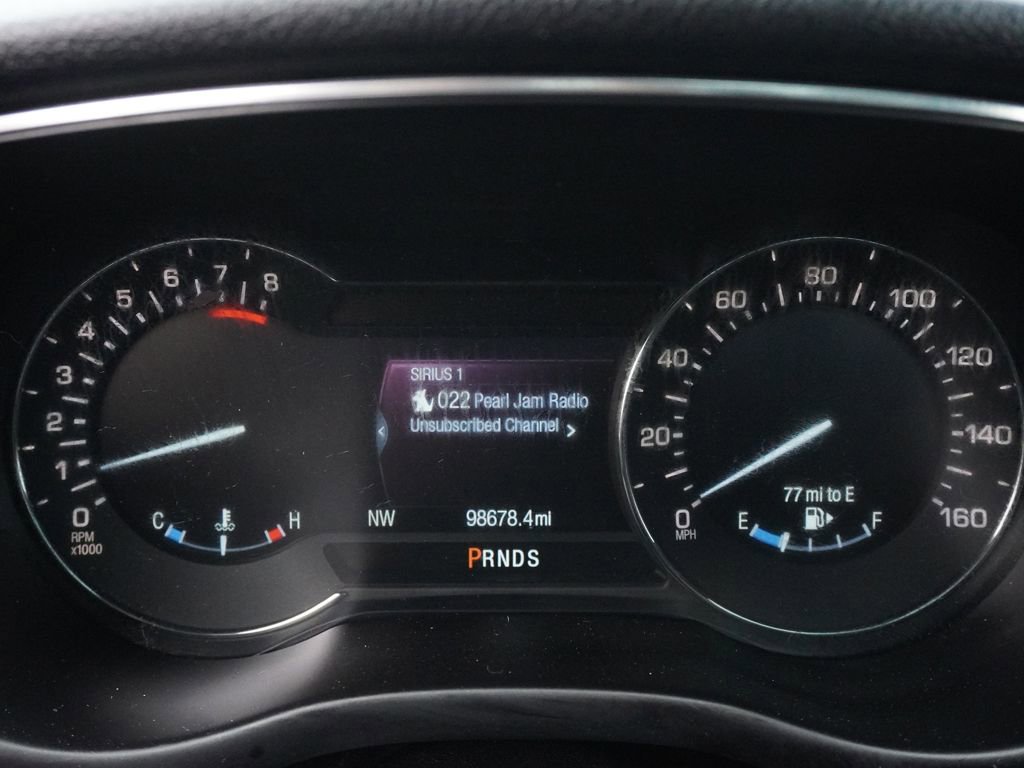 0 1 2 3 4 5 6 7 8
RPM
x1000
C H
SIRIUS 1
022 Pearl Jam Radio
Unsubscribed Channel >
<
NW 98678.4mi
PRNDS
0 20 40 60 80 100 120 140 160
MPH
77 mi to E
E F